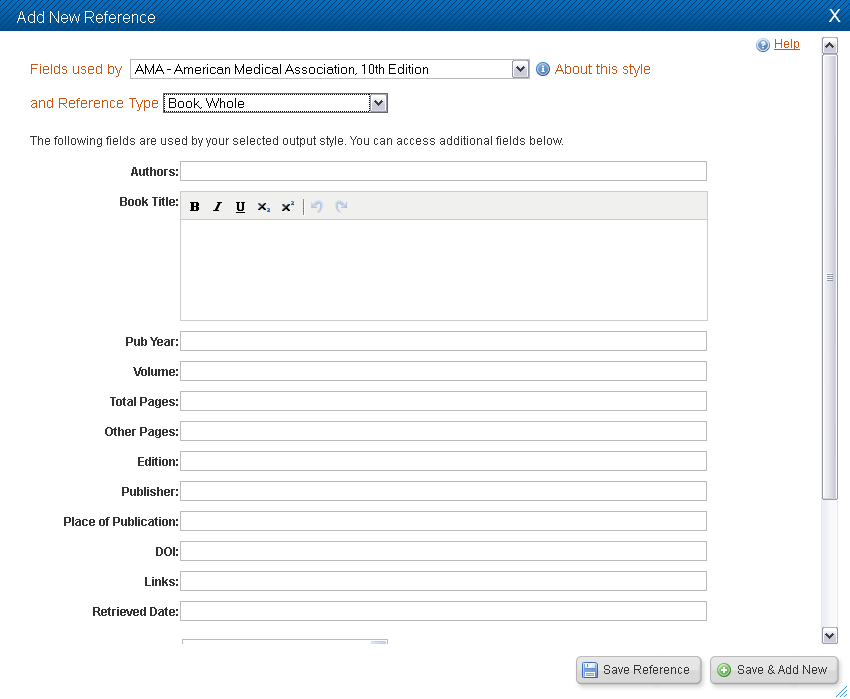 Add New Reference X
Help
Fields used by AMA - American Medical Association, 10th Edition About this style
and Reference Type Book, Whole
The following fields are used by your selected output style. You can access additional fields below.
Authors:
Book Title: B I U x₂ x²
Pub Year:
Volume:
Total Pages:
Other Pages:
Edition:
Publisher:
Place of Publication:
DOI:
Links:
Retrieved Date:
Save Reference Save & Add New